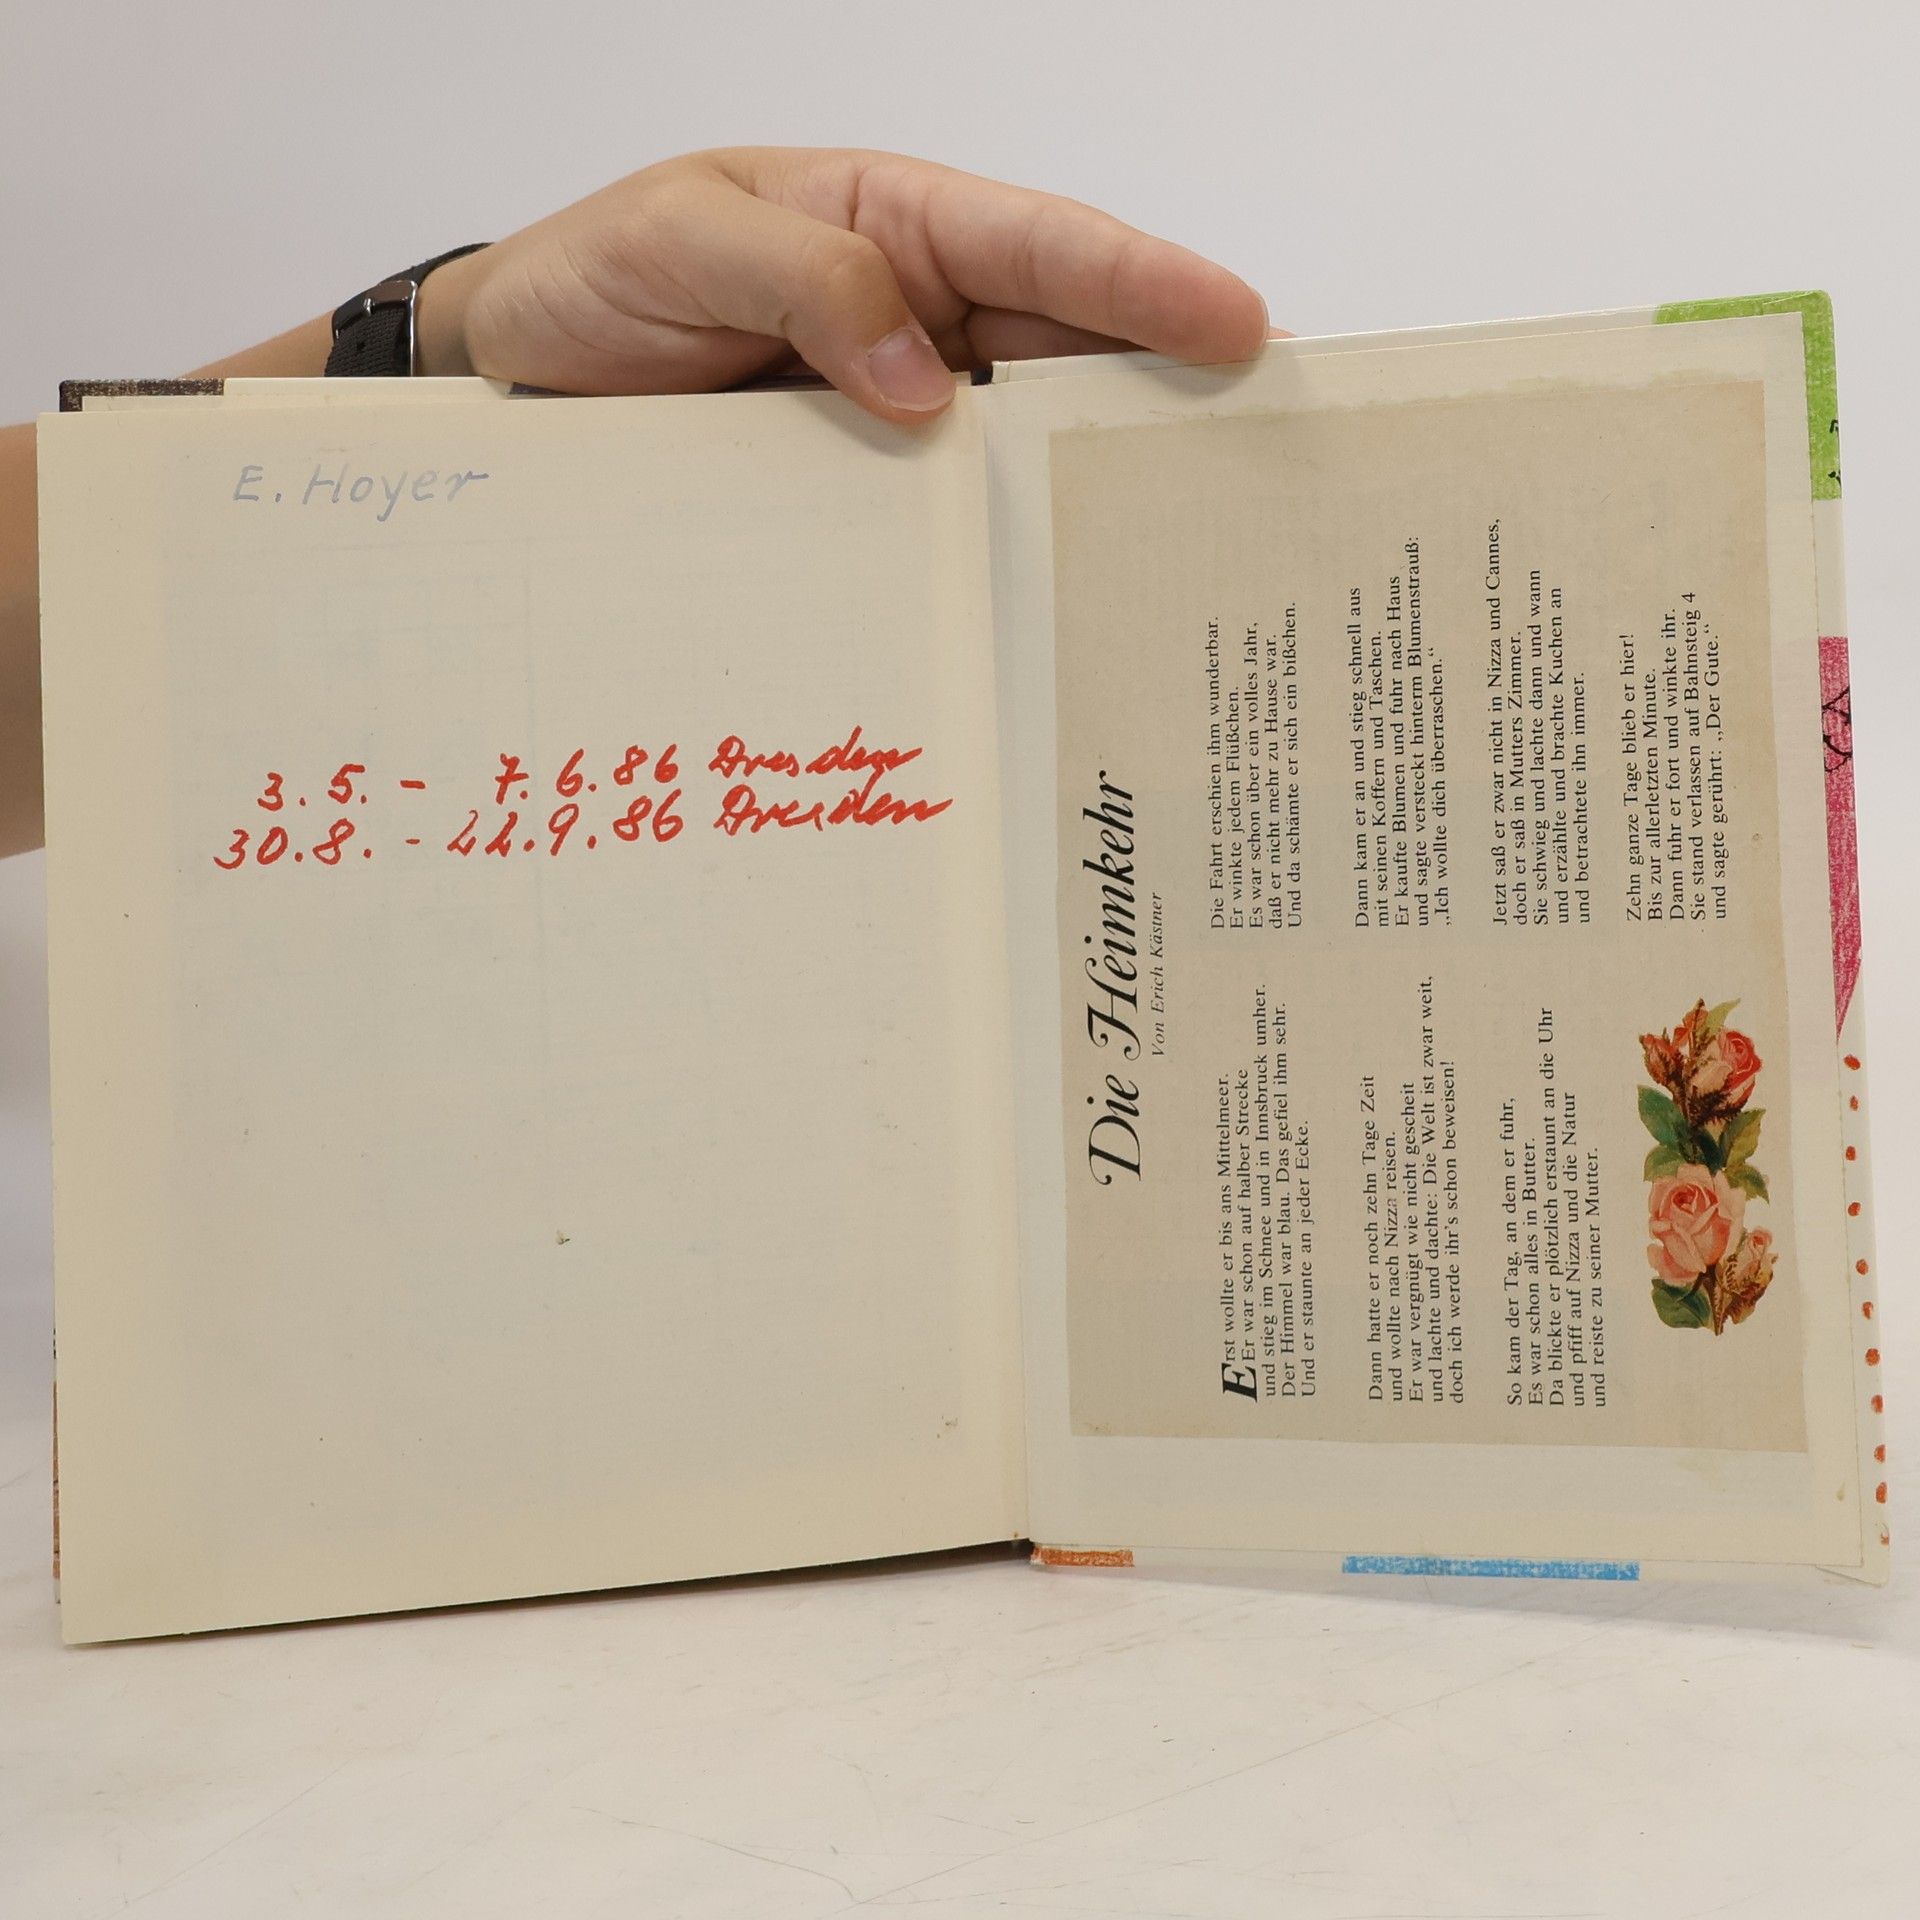 E. Hoyer
3. 5. - 7. 6. 86 Dresden
30. 8. - 22. 9. 86 Dresden
Die Heimkehr
Von Erich Kästner
Erst wollte er bis ans Mittelmeer.
Er war schon auf halber Strecke
und stieg im Schnee und in Innsbruck umher.
Der Himmel war blau. Das gefiel ihm sehr.
Und er staunte an jeder Ecke.
Dann hatte er noch zehn Tage Zeit
und wollte nach Nizza reisen.
Er war vergnügt wie nicht gescheit
und lachte und dachte: Die Welt ist zwar weit,
doch ich werde ihr's schon beweisen!
So kam der Tag, an dem er fuhr,
Es war schon alles in Butter.
Da blickte er plötzlich erstaunt an die Uhr
und pfiff auf Nizza und die Natur
und reiste zu seiner Mutter.
Die Fahrt erschien ihm wunderbar.
Er winkte jedem Flüßchen.
Es war schon über ein volles Jahr,
daß er nicht mehr zu Hause war.
Und da schämte er sich ein bißchen.
Dann kam er an und stieg schnell aus
mit seinen Koffern und Taschen.
Er kaufte Blumen und fuhr nach Haus
und sagte versteckt hinterm Blumenstrauß:
„Ich wollte dich überraschen.“
Jetzt saß er zwar nicht in Nizza und Cannes,
doch er saß in Mutters Zimmer.
Sie schwieg und lachte dann und wann
und erzählte und brachte Kuchen an
und betrachtete ihn immer.
Zehn ganze Tage blieb er hier!
Bis zur allerletzten Minute.
Dann fuhr er fort und winkte ihr.
Sie stand verlassen auf Bahnsteig 4
und sagte gerührt: „Der Gute.“